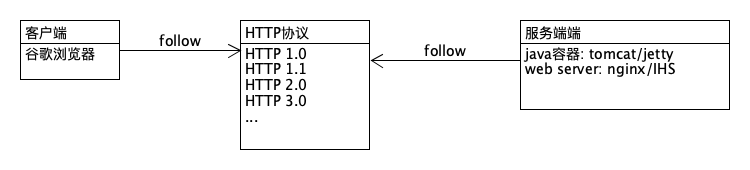 客户端
谷歌浏览器
follow
HTTP协议
HTTP 1.0
HTTP 1.1
HTTP 2.0
HTTP 3.0
...
follow
服务端端
java容器: tomcat/jetty
web server: nginx/IHS